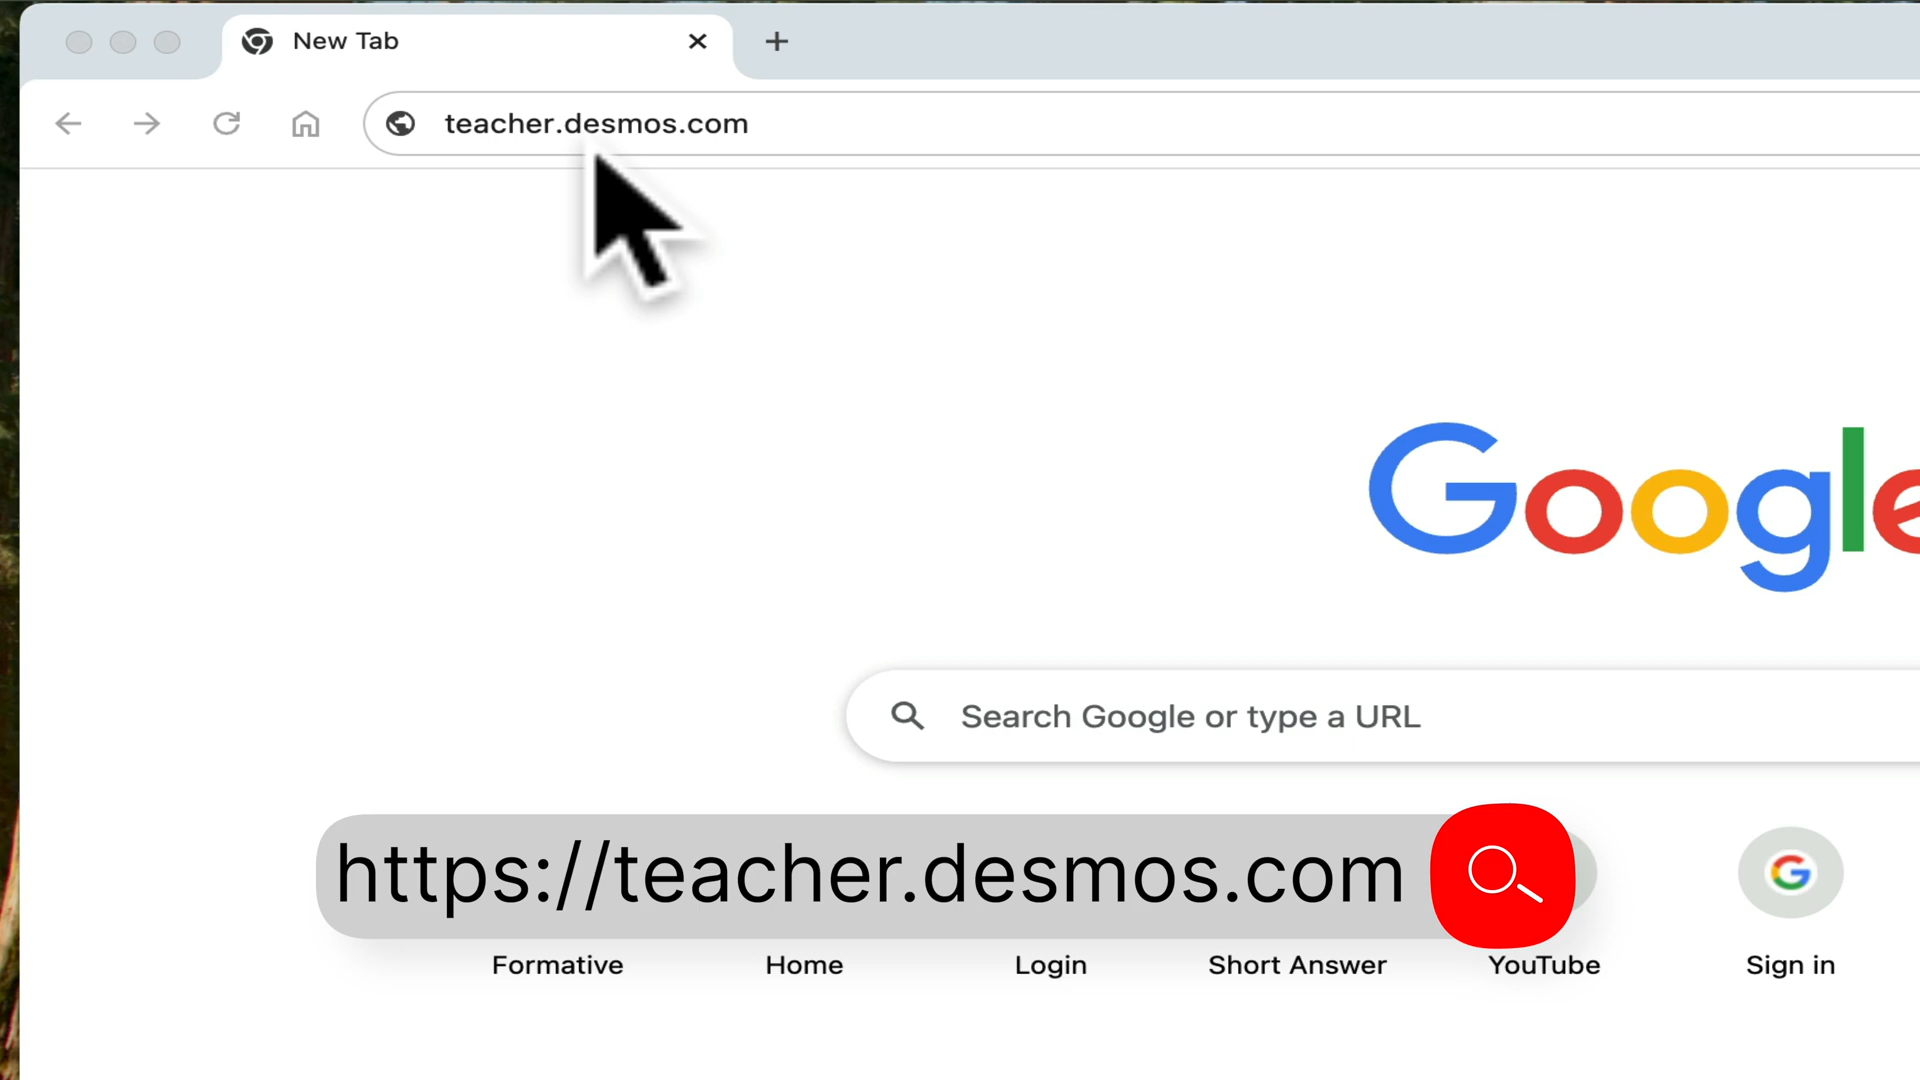 New Tab
teacher.desmos.com
Google
Search Google or type a URL
https://teacher.desmos.com
Formative Home Login Short Answer YouTube Sign in